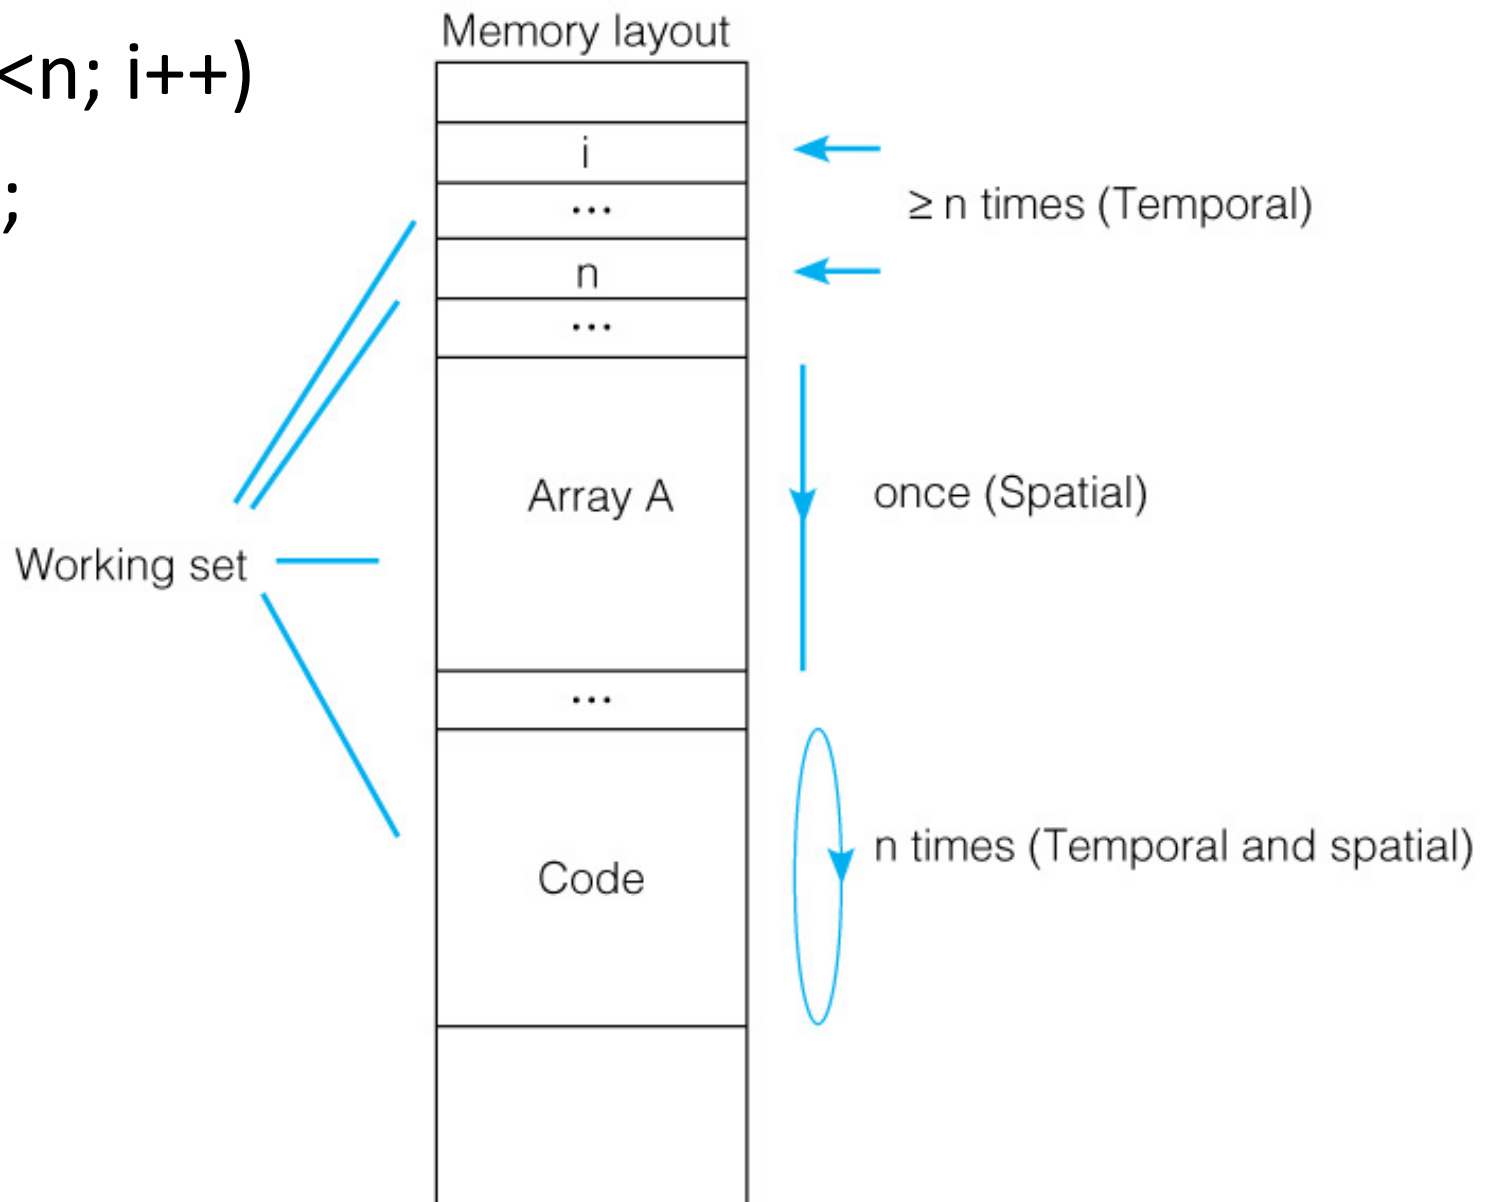 <n; i++)
;
Memory layout
i
...
n
...
Array A
...
Code
Working set
≥ n times (Temporal)
once (Spatial)
n times (Temporal and spatial)